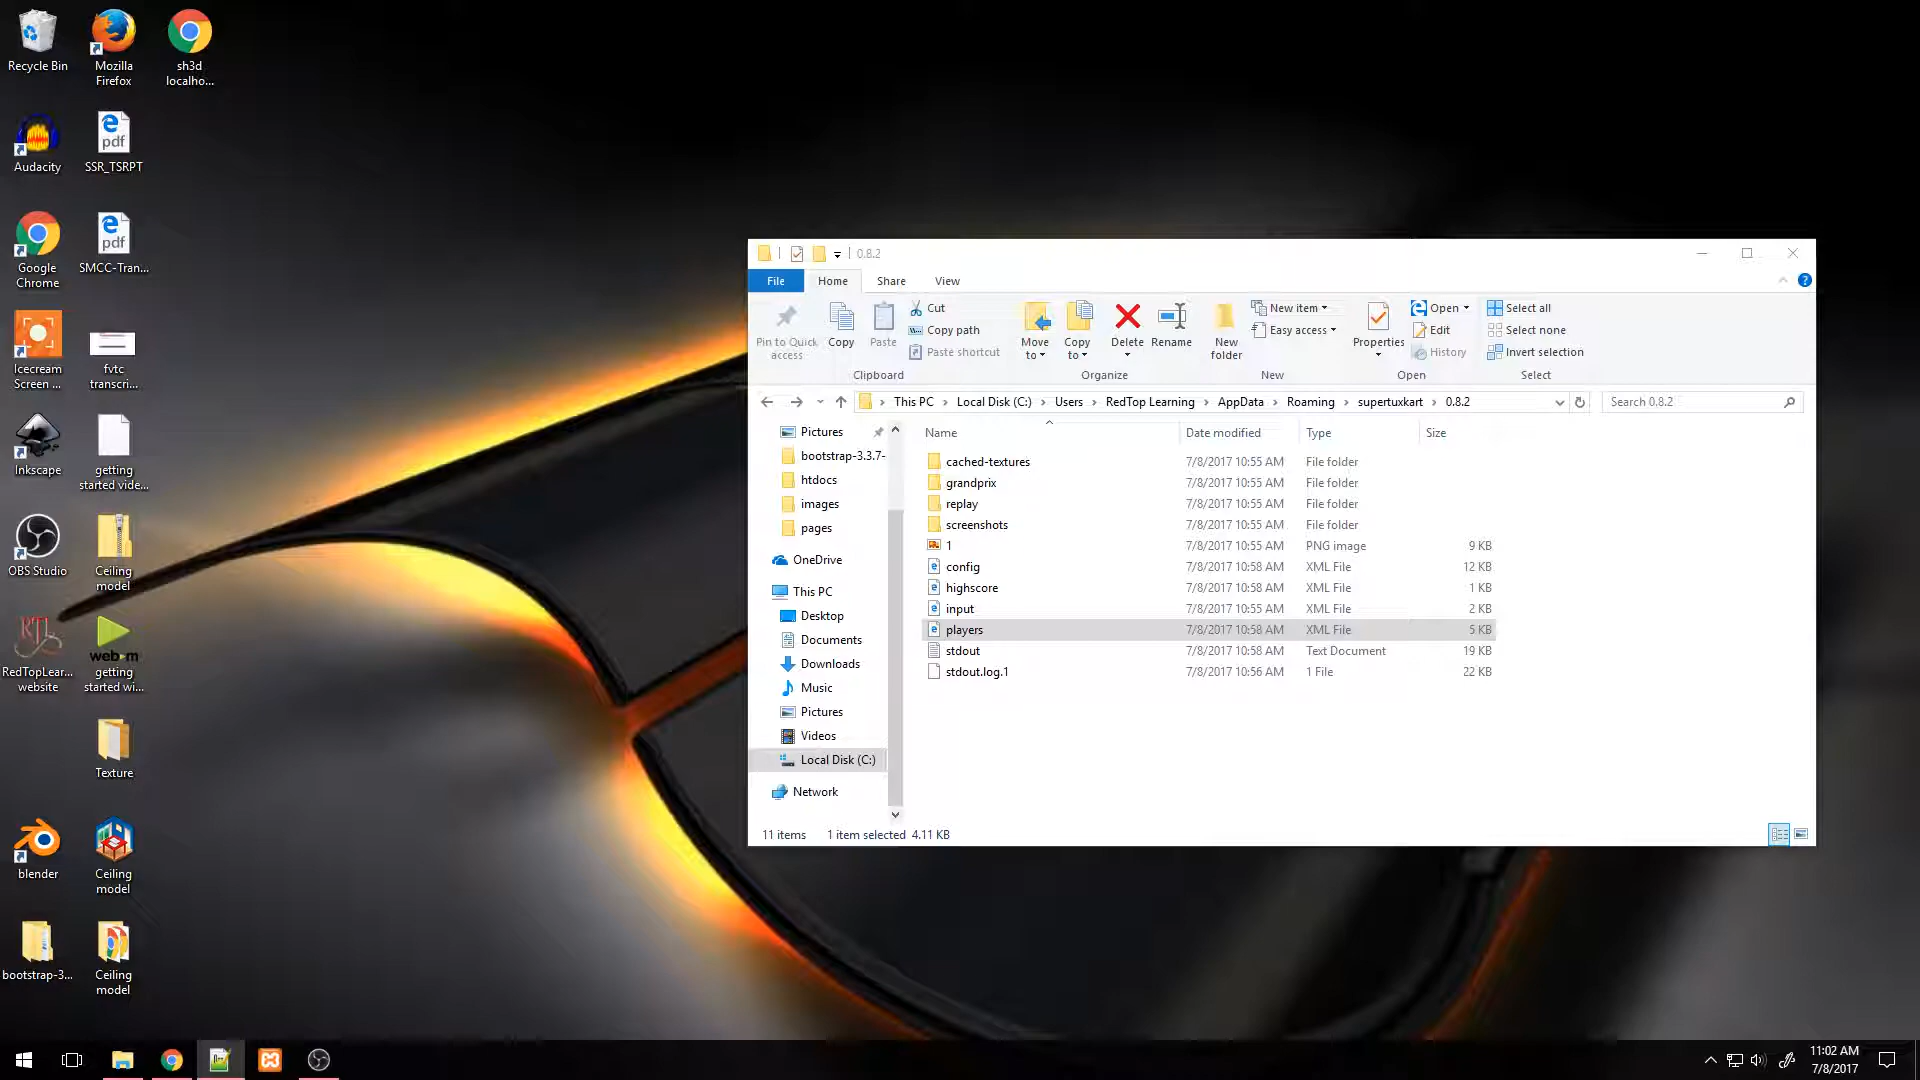 Recycle Bin
Mozilla
Firefox
sh3d
localho...
Audacity
SSR_TSRPT
Google
Chrome
SMCC-Tran...
Icecream
Screen ...
fvtc
transcri...
Inkscape
getting
started vide...
OBS Studio
Ceiling
model
RedTopLear...
website
getting
started wi...
Texture
blender
Ceiling
model
bootstrap-3...
Ceiling
model
pdf
pdf
RTL
web-m
0.8.2
File
Home
Share
View
Pin to Quick
access
Copy
Paste
Cut
Copy path
Paste shortcut
Clipboard
Move
to
Copy
to
Delete
Rename
Organize
New
folder
New item
Easy access
New
Properties
Open
Edit
History
Open
Select all
Select none
Invert selection
Select
This PC
Local Disk (C:)
Users
RedTop Learning
AppData
Roaming
supertuxkart
0.8.2
Search 0.8.2
Pictures
bootstrap-3.3.7-
htdocs
images
pages
OneDrive
This PC
Desktop
Documents
Downloads
Music
Pictures
Videos
Local Disk (C:)
Network
Name Date modified Type Size
cached-textures 7/8/2017 10:55 AM File folder
grandprix 7/8/2017 10:55 AM File folder
replay 7/8/2017 10:55 AM File folder
screenshots 7/8/2017 10:55 AM File folder
1 7/8/2017 10:55 AM PNG image 9 KB
config 7/8/2017 10:58 AM XML File 12 KB
highscore 7/8/2017 10:58 AM XML File 1 KB
input 7/8/2017 10:55 AM XML File 2 KB
players 7/8/2017 10:58 AM XML File 5 KB
stdout 7/8/2017 10:58 AM Text Document 19 KB
stdout.log.1 7/8/2017 10:56 AM 1 File 22 KB
11 items 1 item selected 4.11 KB
11:02 AM
7/8/2017